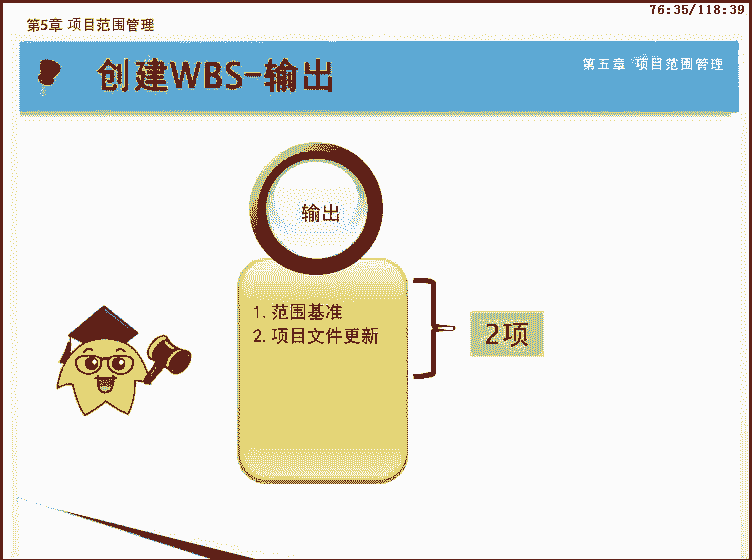 76:35/118:39
第5章 项目范围管理
创建WBS-输出
第五章 项目范围管理
输出
1. 范围基准
2. 项目文件更新
2项